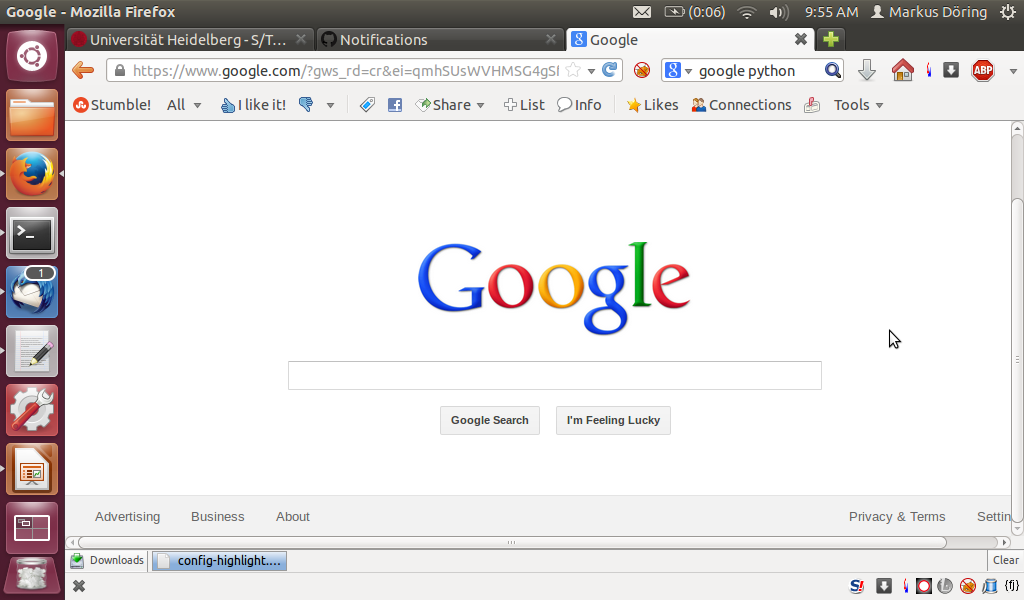 Google - Mozilla Firefox
(0:06)
9:55 AM
Markus Döring
Universität Heidelberg - S/T...
Notifications
Google
https://www.google.com/?gws_rd=cr&ei=qmhSUsWVHMSG4gSI
google python
ABP
Stumble!
All
I like it!
Share
List
Info
Likes
Connections
Tools
1
Google
Google Search
I'm Feeling Lucky
Advertising
Business
About
Privacy & Terms
Settin
Downloads
config-highlight....
Clear
S!
{fj}